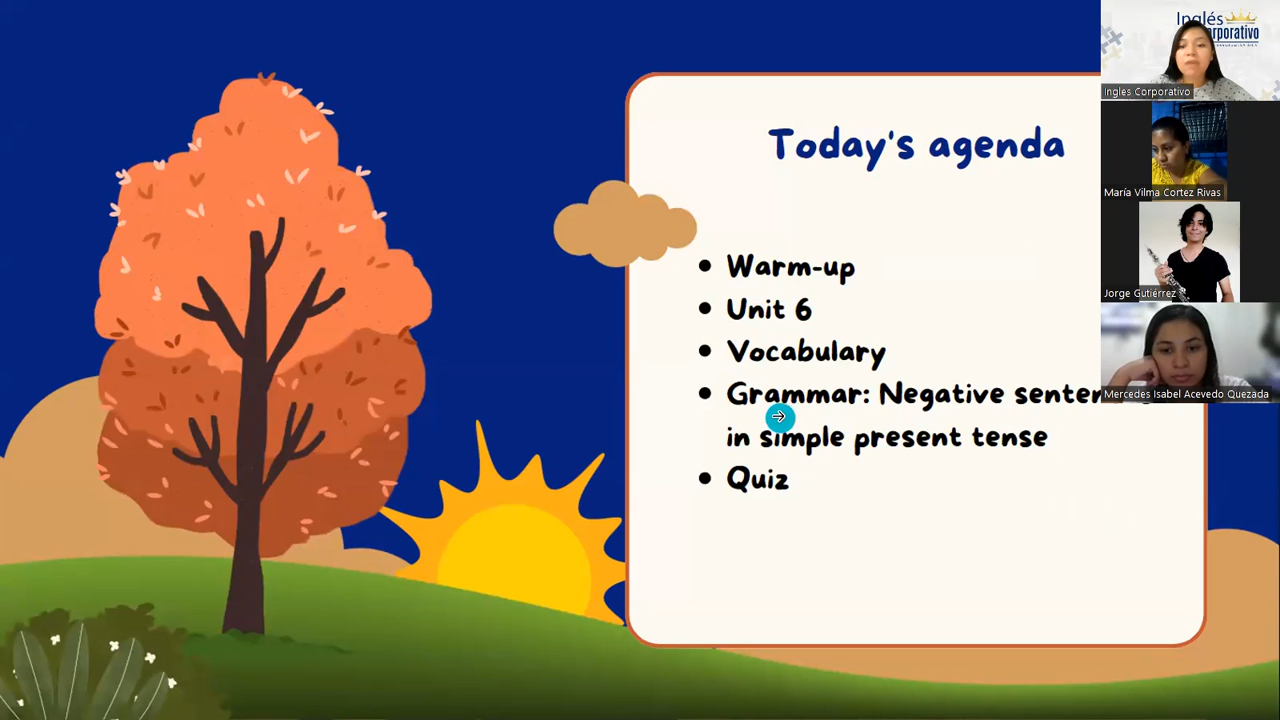 Today's agenda
Warm-up
Unit 6
Vocabulary
Grammar: Negative
in simple present tense
Quiz
Inglés
Corporativo
Ingles Corporativo
María Vilma Cortez Rivas
Jorge Gutiérrez
Mercedes Isabel Acevedo Quezada